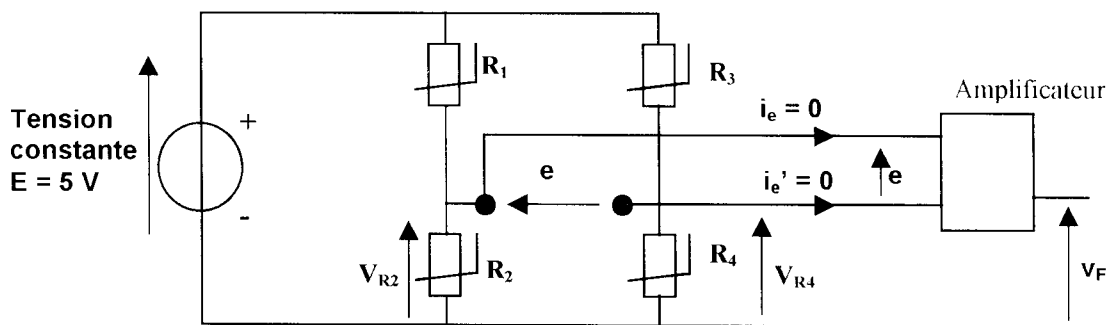 Tension
constante
E = 5 V
+
-
R1
R3
Amplificateur
ie = 0
e
e
ie' = 0
VR2
R2
R4
VR4
vF